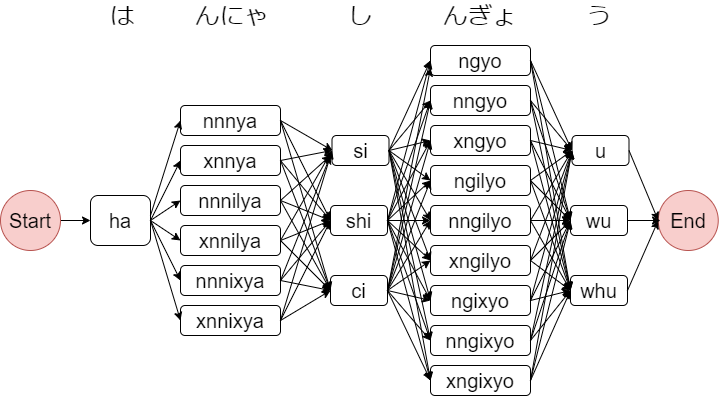 は んにゃ し んぎょ う
Start
ha
nnnya
xnnya
nnnilya
xnnilya
nnnixya
xnnixya
si
shi
ci
ngyo
nngyo
xngyo
ngilyo
nngilyo
xngilyo
ngixyo
nngixyo
xngixyo
u
wu
whu
End